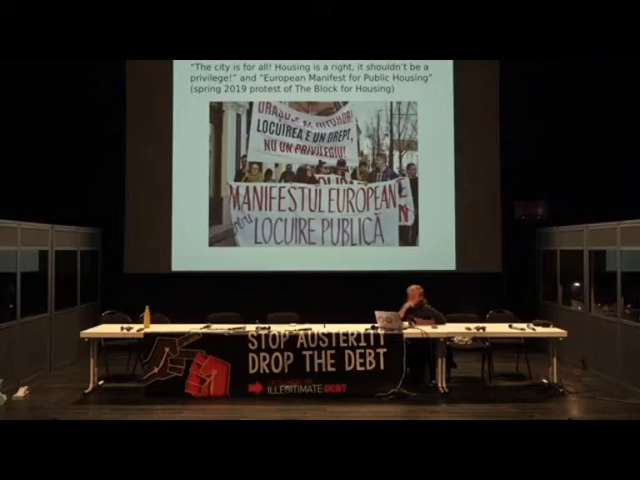 "The city is for all! Housing is a right, it shouldn't be a
privilege!" and "European Manifest for Public Housing"
(spring 2019 protest of The Block for Housing)
LOCUIREA E UN DREPT,
NU UN PRIVILEGIU!
MANIFESTUL EUROPEAN
LOCUIRE PUBLICĂ
STOP AUSTERITY
DROP THE DEBT
ILLEGITIMATE DEBT